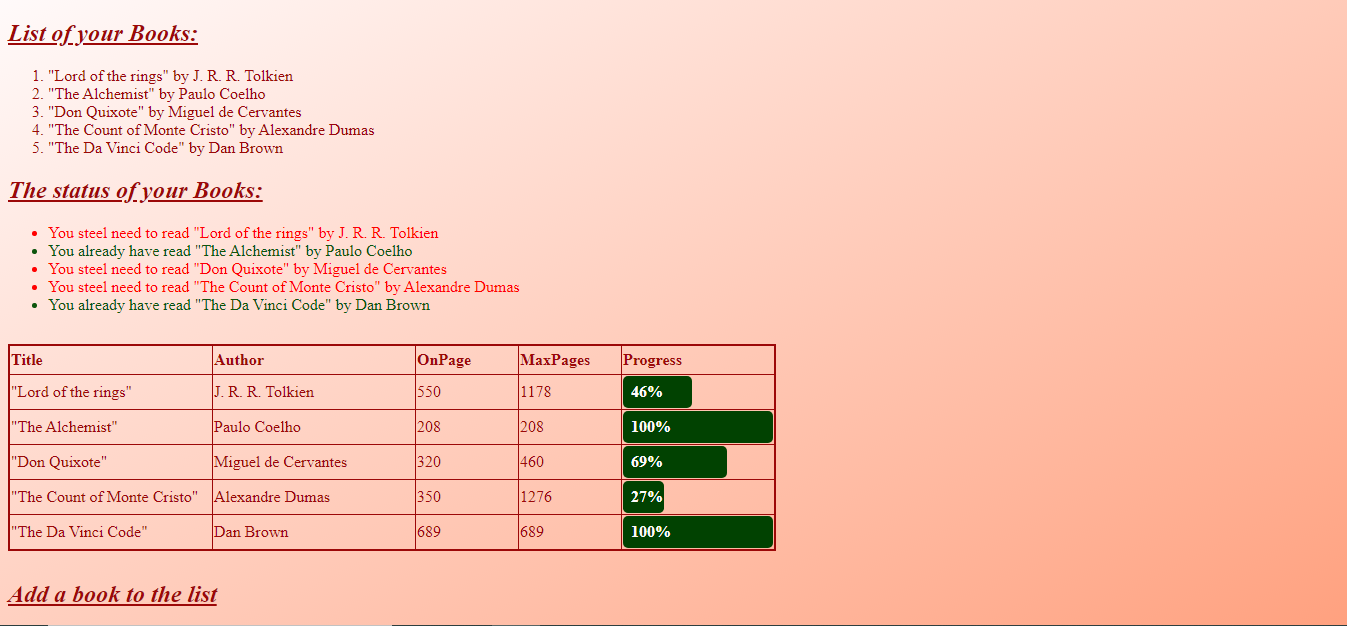 List of your Books:
1. "Lord of the rings" by J. R. R. Tolkien
2. "The Alchemist" by Paulo Coelho
3. "Don Quixote" by Miguel de Cervantes
4. "The Count of Monte Cristo" by Alexandre Dumas
5. "The Da Vinci Code" by Dan Brown
The status of your Books:
• You steel need to read "Lord of the rings" by J. R. R. Tolkien
• You already have read "The Alchemist" by Paulo Coelho
• You steel need to read "Don Quixote" by Miguel de Cervantes
• You steel need to read "The Count of Monte Cristo" by Alexandre Dumas
• You already have read "The Da Vinci Code" by Dan Brown
Title Author OnPage MaxPages Progress
"Lord of the rings" J. R. R. Tolkien 550 1178 46%
"The Alchemist" Paulo Coelho 208 208 100%
"Don Quixote" Miguel de Cervantes 320 460 69%
"The Count of Monte Cristo" Alexandre Dumas 350 1276 27%
"The Da Vinci Code" Dan Brown 689 689 100%
Add a book to the list